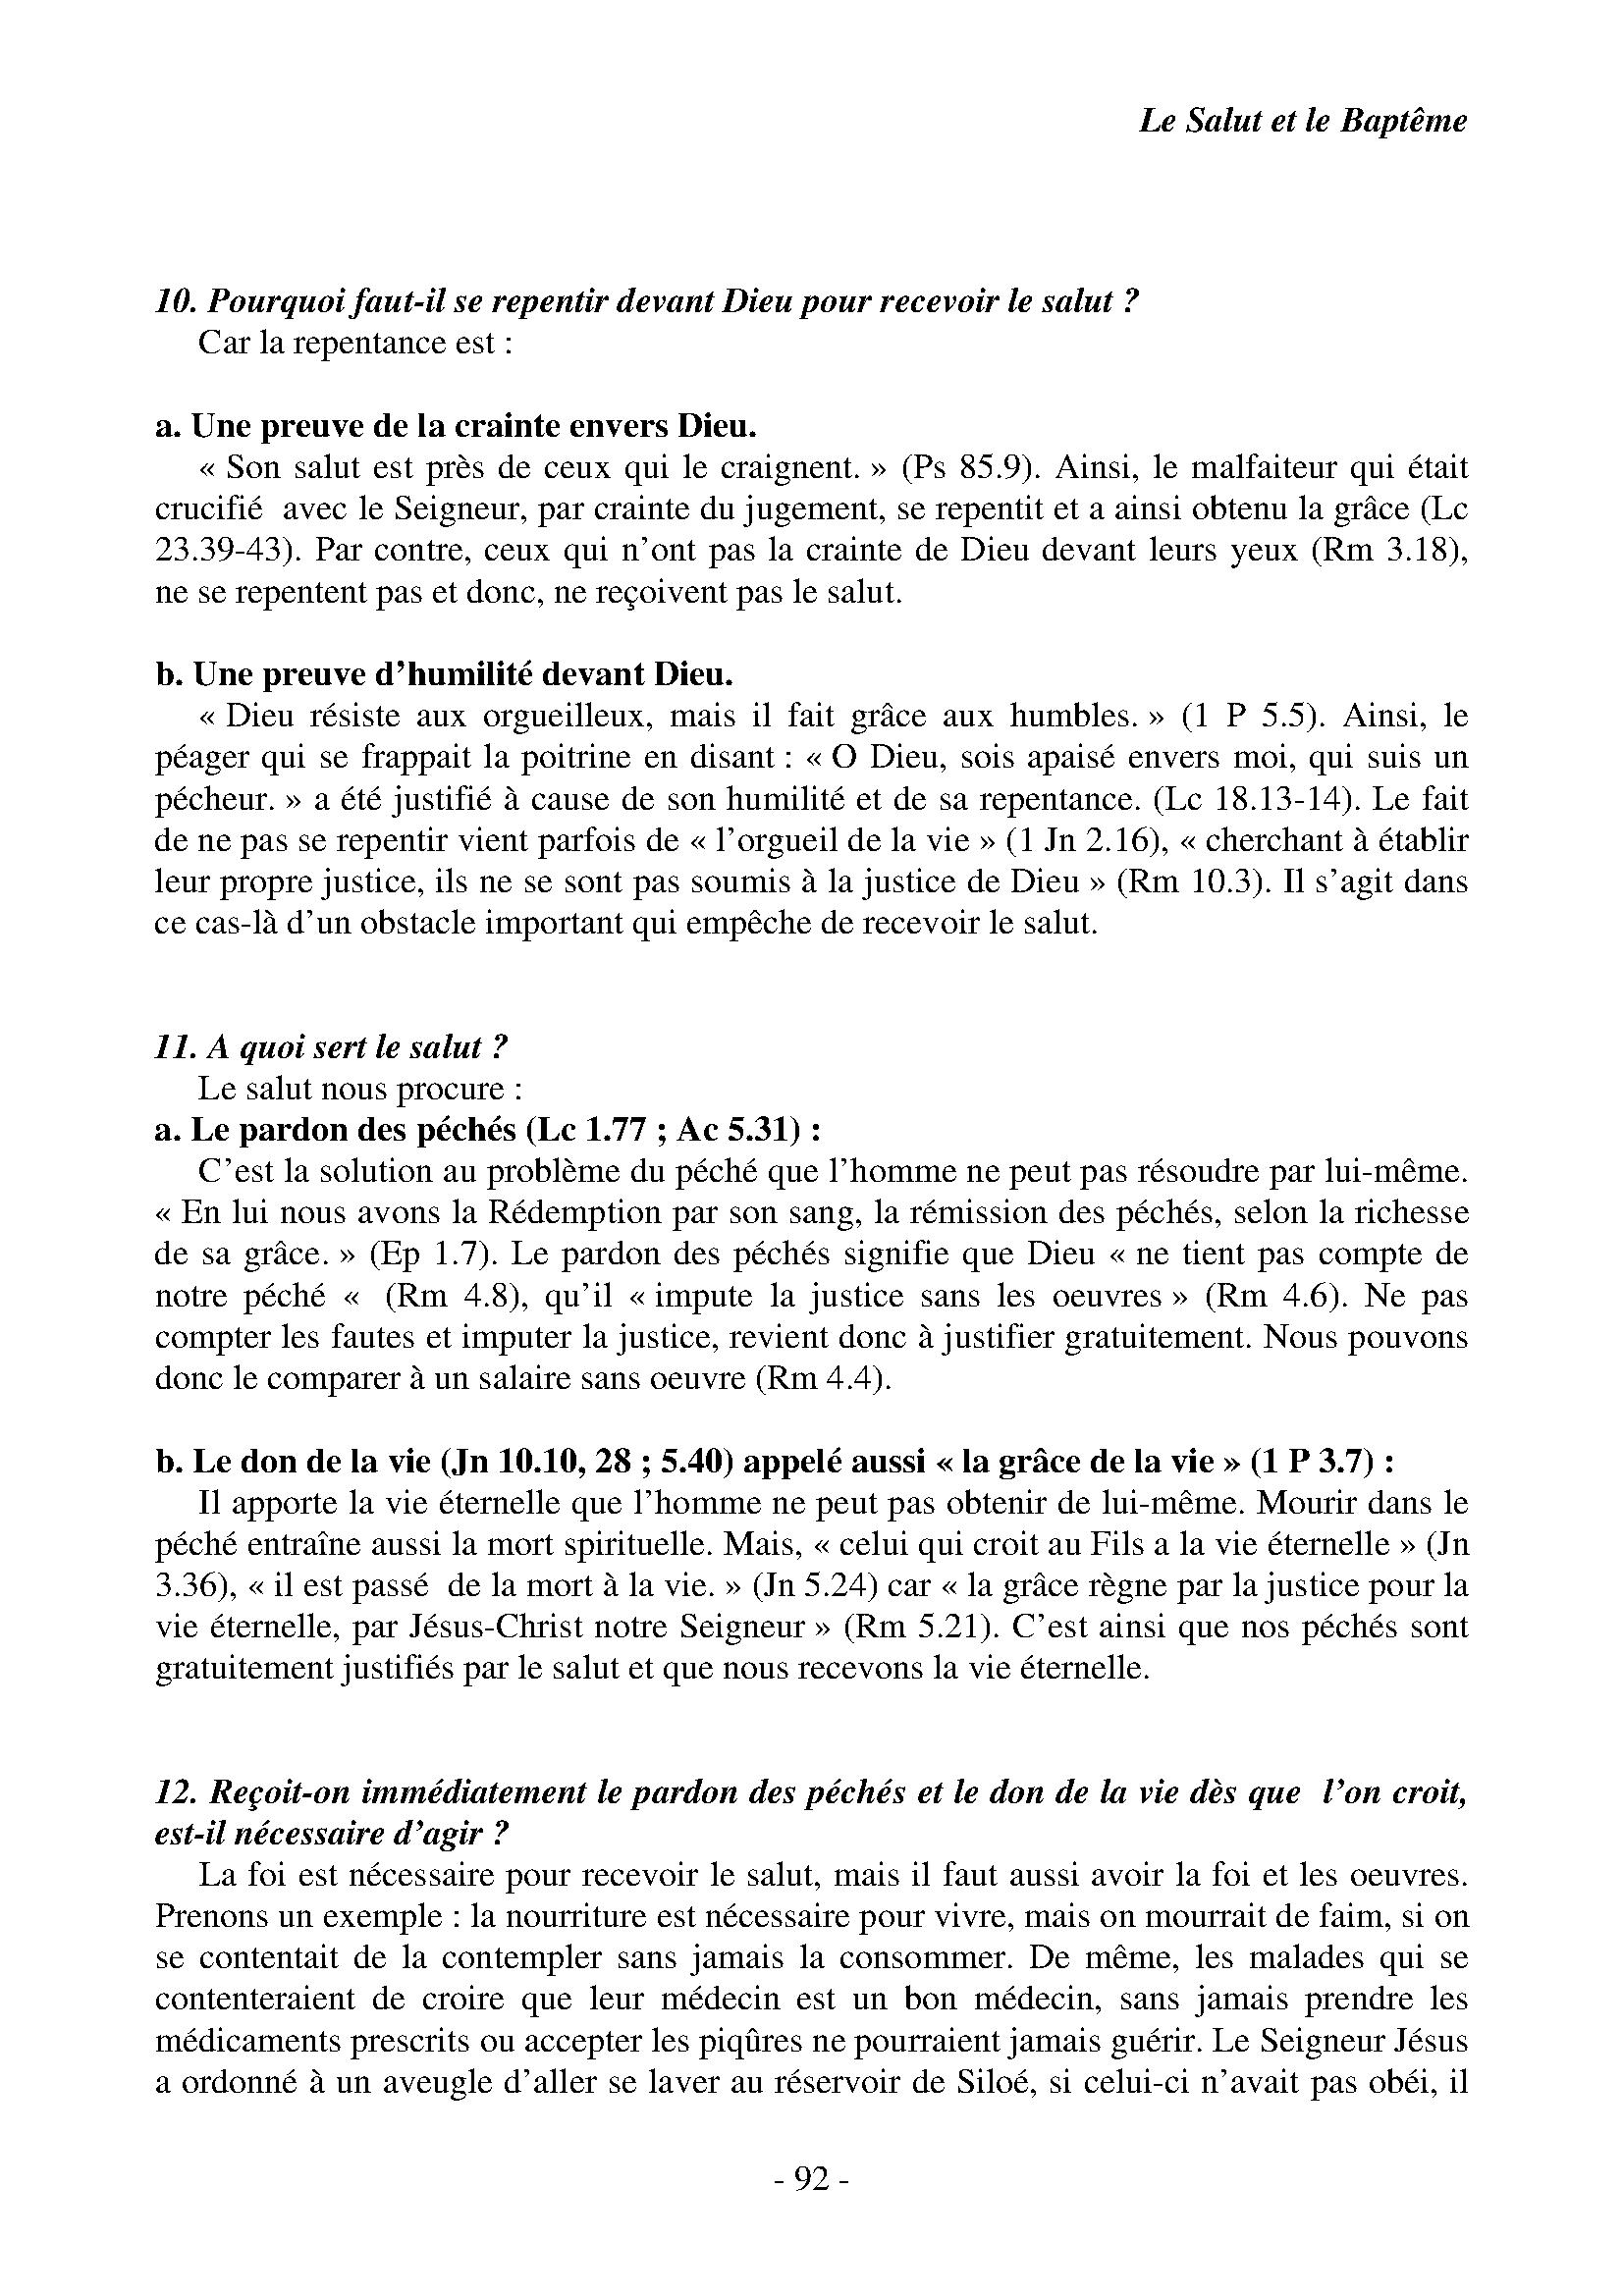 Le Salut et le Baptême
10. Pourquoi faut-il se repentir devant Dieu pour recevoir le salut ?
Car la repentance est :
a. Une preuve de la crainte envers Dieu.
« Son salut est près de ceux qui le craignent. » (Ps 85.9). Ainsi, le malfaiteur qui était
crucifié  avec le Seigneur, par crainte du jugement, se repentit et a ainsi obtenu la grâce (Lc
23.39-43). Par contre, ceux qui n’ont pas la crainte de Dieu devant leurs yeux (Rm 3.18),
ne se repentent pas et donc, ne reçoivent pas le salut.
b. Une preuve d’humilité devant Dieu.
« Dieu résiste aux orgueilleux, mais il fait grâce aux humbles. » (1 P 5.5). Ainsi, le
péager qui se frappait la poitrine en disant : « O Dieu, sois apaisé envers moi, qui suis un
pécheur. » a été justifié à cause de son humilité et de sa repentance. (Lc 18.13-14). Le fait
de ne pas se repentir vient parfois de « l’orgueil de la vie » (1 Jn 2.16), « cherchant à établir
leur propre justice, ils ne se sont pas soumis à la justice de Dieu » (Rm 10.3). Il s’agit dans
ce cas-là d’un obstacle important qui empêche de recevoir le salut.
11. A quoi sert le salut ?
Le salut nous procure :
a. Le pardon des péchés (Lc 1.77 ; Ac 5.31) :
C’est la solution au problème du péché que l’homme ne peut pas résoudre par lui-même.
« En lui nous avons la Rédemption par son sang, la rémission des péchés, selon la richesse
de sa grâce. » (Ep 1.7). Le pardon des péchés signifie que Dieu « ne tient pas compte de
notre péché «  (Rm 4.8), qu’il « impute la justice sans les oeuvres » (Rm 4.6). Ne pas
compter les fautes et imputer la justice, revient donc à justifier gratuitement. Nous pouvons
donc le comparer à un salaire sans oeuvre (Rm 4.4).
b. Le don de la vie (Jn 10.10, 28 ; 5.40) appelé aussi « la grâce de la vie » (1 P 3.7) :
Il apporte la vie éternelle que l’homme ne peut pas obtenir de lui-même. Mourir dans le
péché entraîne aussi la mort spirituelle. Mais, « celui qui croit au Fils a la vie éternelle » (Jn
3.36), « il est passé  de la mort à la vie. » (Jn 5.24) car « la grâce règne par la justice pour la
vie éternelle, par Jésus-Christ notre Seigneur » (Rm 5.21). C’est ainsi que nos péchés sont
gratuitement justifiés par le salut et que nous recevons la vie éternelle.
12. Reçoit-on immédiatement le pardon des péchés et le don de la vie dès que  l’on croit,
est-il nécessaire d’agir ?
La foi est nécessaire pour recevoir le salut, mais il faut aussi avoir la foi et les oeuvres.
Prenons un exemple : la nourriture est nécessaire pour vivre, mais on mourrait de faim, si on
se contentait de la contempler sans jamais la consommer. De même, les malades qui se
contenteraient de croire que leur médecin est un bon médecin, sans jamais prendre les
médicaments prescrits ou accepter les piqûres ne pourraient jamais guérir. Le Seigneur Jésus
a ordonné à un aveugle d’aller se laver au réservoir de Siloé, si celui-ci n’avait pas obéi, il
- 92 -